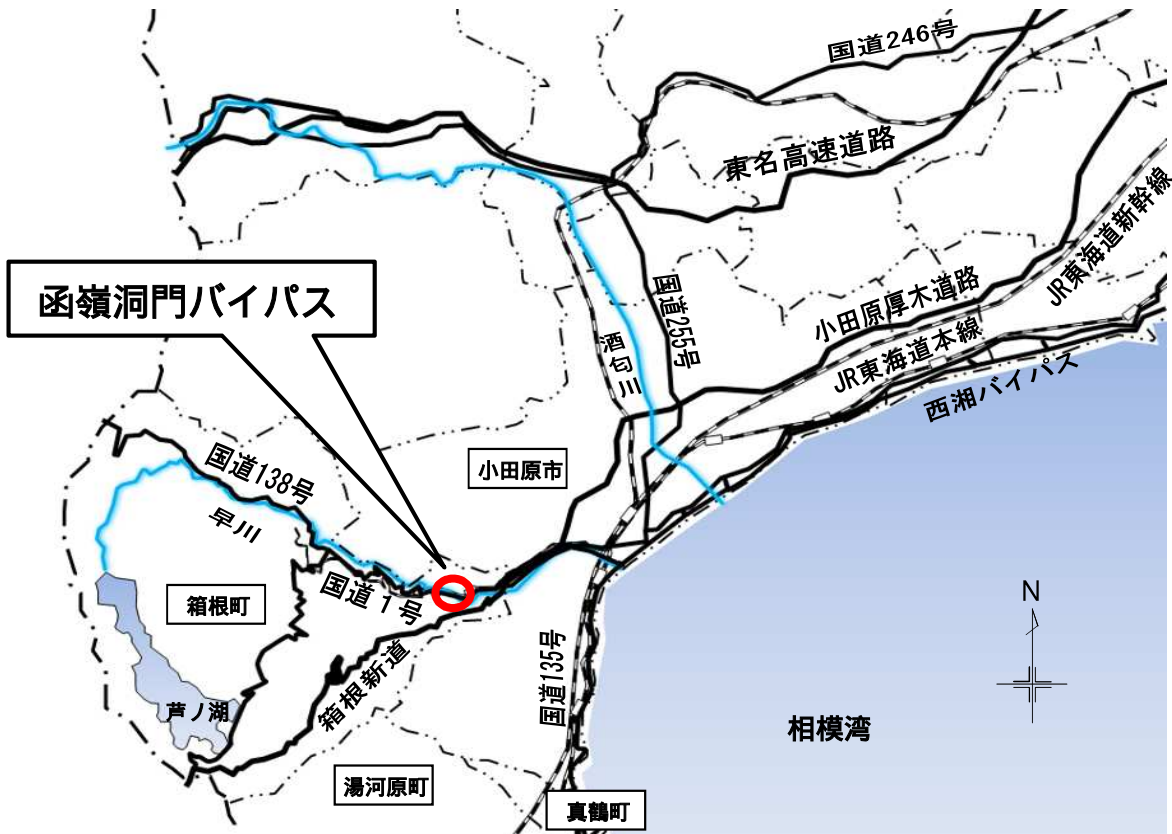 国道246号
東名高速道路
JR東海道新幹線
函嶺洞門バイパス
国道255号
小田原厚木道路
酒匂川
JR東海道本線
西湘バイパス
国道138号
小田原市
早川
国道1号
箱根町
N
箱根新道
国道135号
芦ノ湖
相模湾
湯河原町
真鶴町